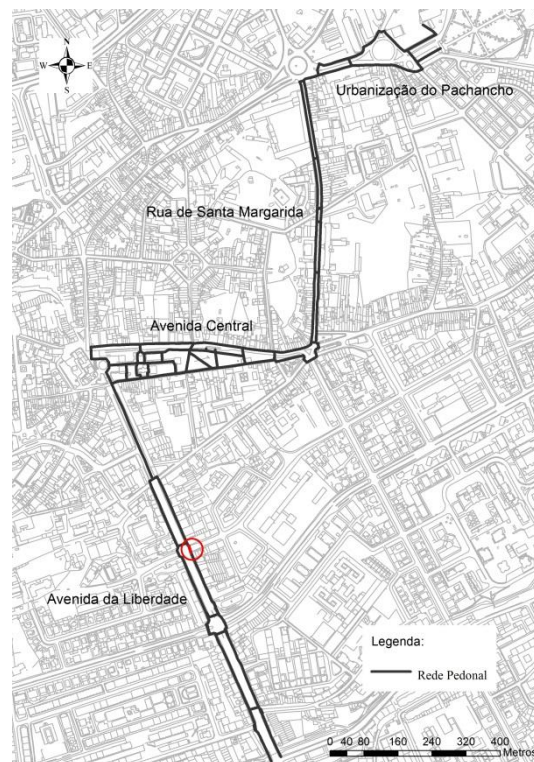 N
W E
S
Urbanização do Pachancho
Rua de Santa Margarida
Avenida Central
Avenida da Liberdade
Legenda:
Rede Pedonal
0 40 80 160 240 320 400
Metros